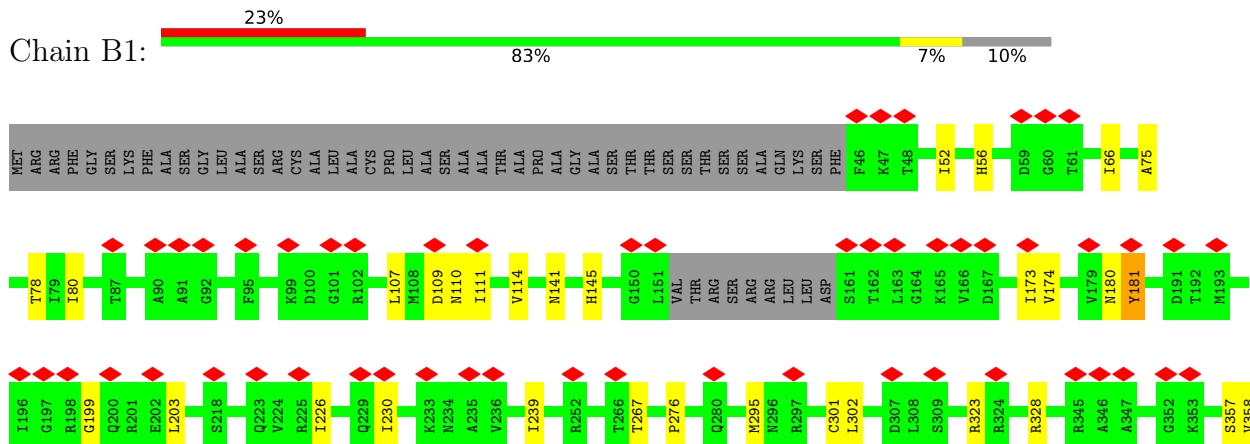 23%
Chain B1:
83% 7% 10%
MET ARG ARG PHE GLY SER LYS PHE ALA SER GLY LEU ALA SER ARG CYS ALA LEU ALA CYS PRO LEU ALA SER ALA ALA THR ALA PRO ALA GLY ALA SER THR THR SER SER THR SER SER ALA GLN LYS SER PHE F46 K47 T48 I52 H56 D59 G60 T61 I66 A75
T78 I79 I80 T87 A90 A91 G92 F95 K99 D100 G101 R102 L107 M108 D109 N110 I111 V114 N141 H145 G150 L151 VAL THR ARG SER ARG ARG LEU LEU ASP S161 T162 L163 G164 K165 V166 D167 I173 V174 V179 N180 Y181 D191 T192 M193
I196 G197 R198 G199 Q200 R201 E202 L203 S218 Q223 V224 R225 I226 Q229 I230 K233 N234 A235 V236 I239 R252 T266 T267 P276 Q280 M295 N296 R297 C301 L302 D307 L308 S309 R323 R324 R328 R345 A346 A347 G352 K353 S357